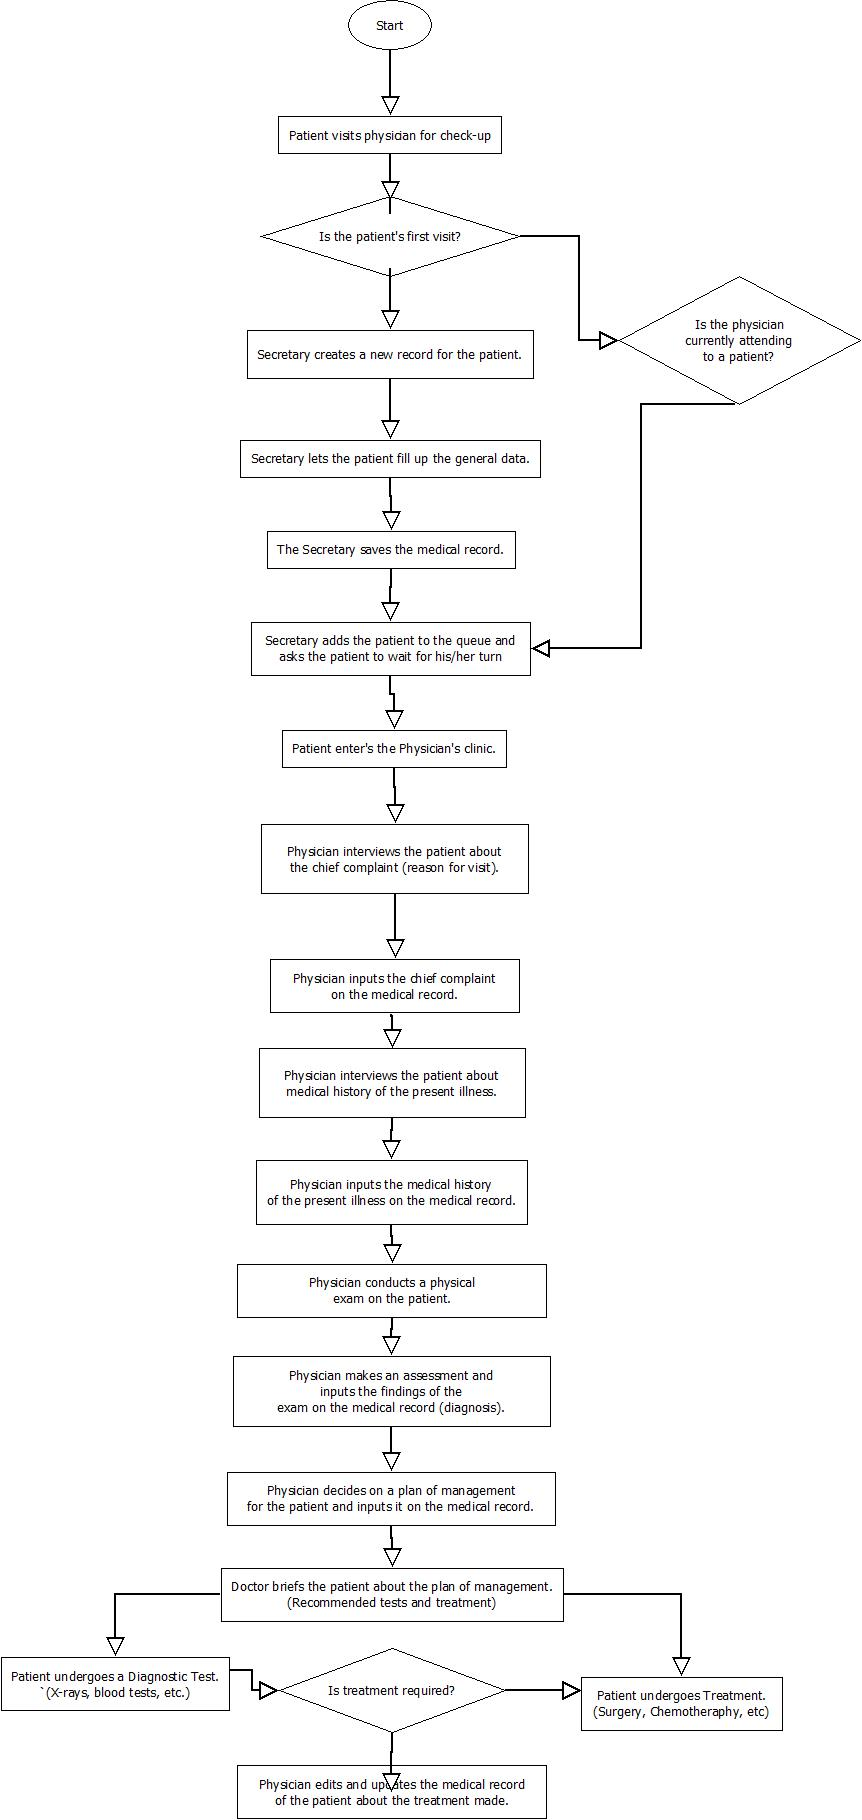 Start
Patient visits physician for check-up
Is the patient's first visit?
Is the physician
currently attending
to a patient?
Secretary creates a new record for the patient.
Secretary lets the patient fill up the general data.
The Secretary saves the medical record.
Secretary adds the patient to the queue and
asks the patient to wait for his/her turn
Patient enter's the Physician's clinic.
Physician interviews the patient about
the chief complaint (reason for visit).
Physician inputs the chief complaint
on the medical record.
Physician interviews the patient about
medical history of the present illness.
Physician inputs the medical history
of the present illness on the medical record.
Physician conducts a physical
exam on the patient.
Physician makes an assessment and
inputs the findings of the
exam on the medical record (diagnosis).
Physician decides on a plan of management
for the patient and inputs it on the medical record.
Doctor briefs the patient about the plan of management.
(Recommended tests and treatment)
Patient undergoes a Diagnostic Test.
`(X-rays, blood tests, etc.)
Is treatment required?
Patient undergoes Treatment.
(Surgery, Chemotheraphy, etc)
Physician edits and updates the medical record
of the patient about the treatment made.